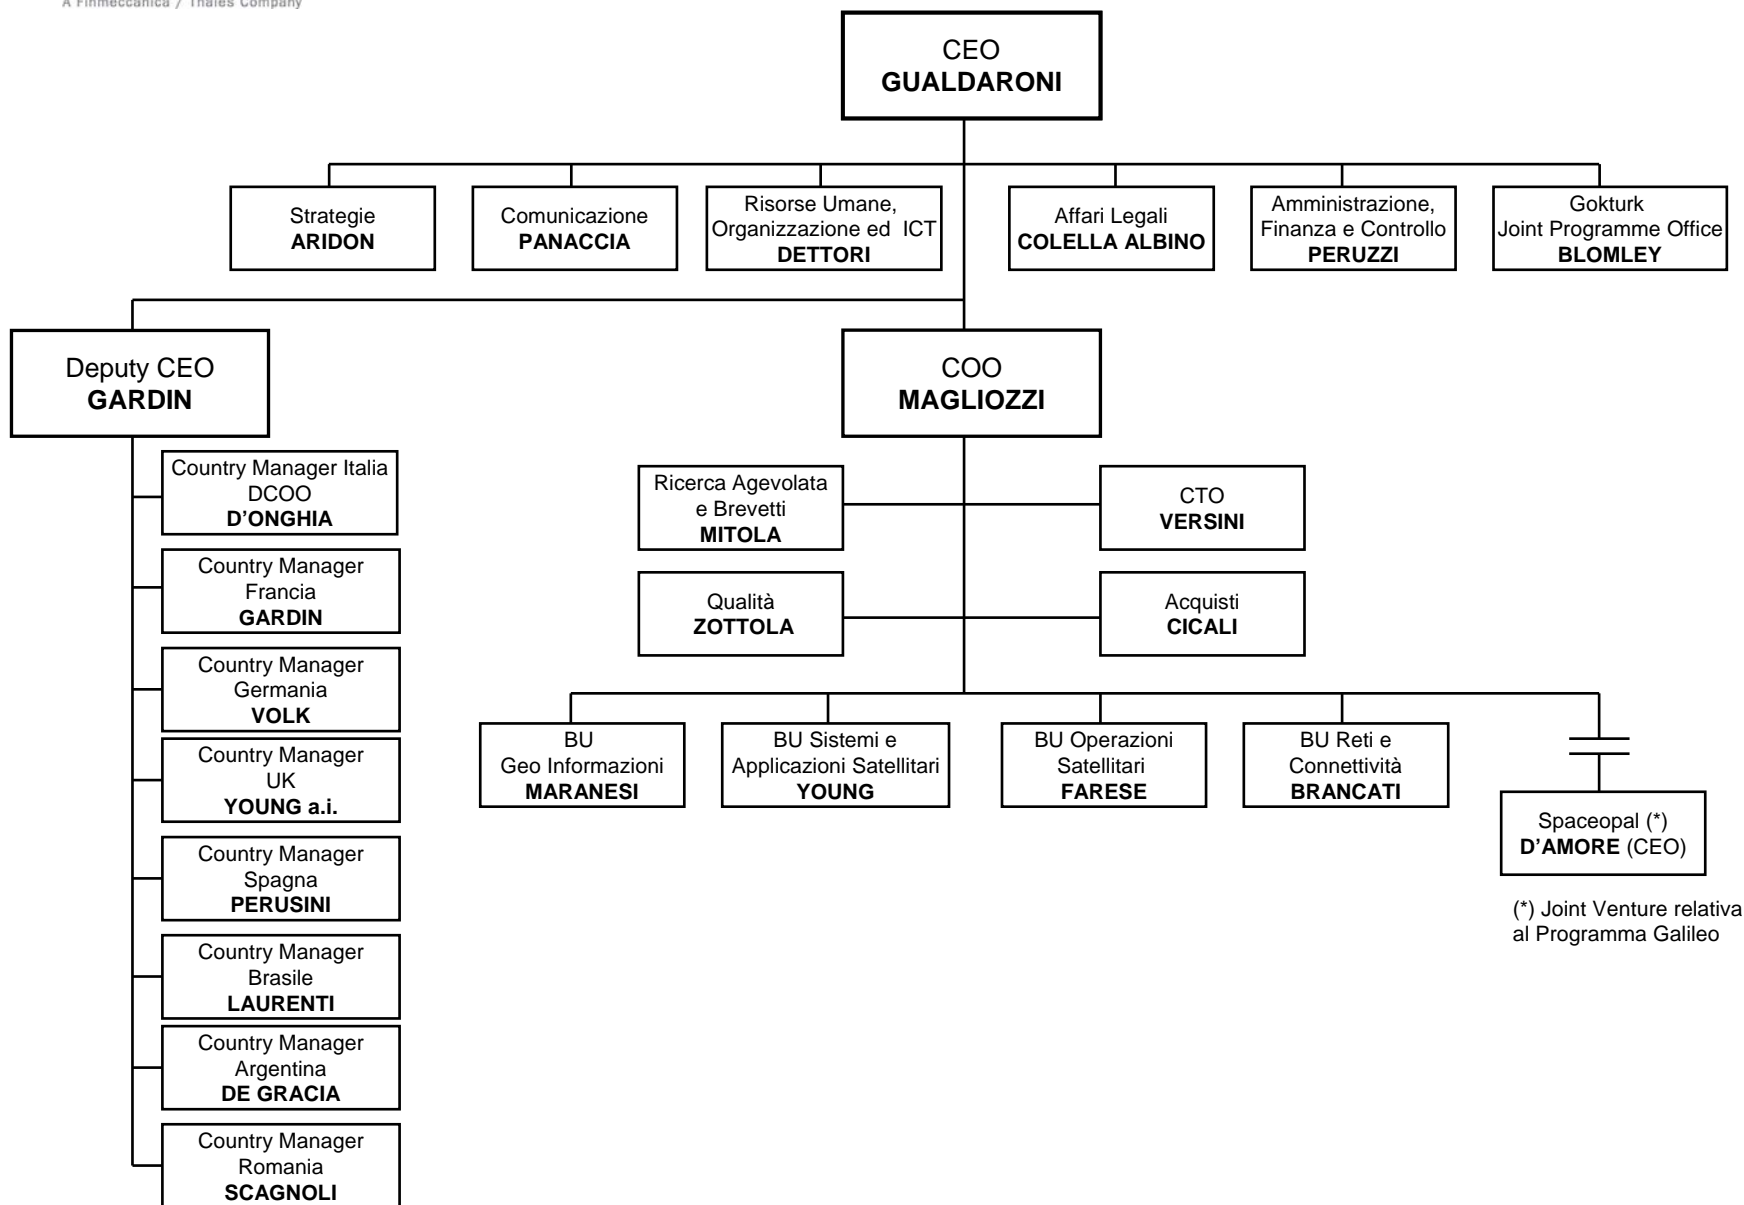 A Finmeccanica / Thales Company
CEO
GUALDARONI
Strategie
ARIDON
Comunicazione
PANACCIA
Risorse Umane,
Organizzazione ed ICT
DETTORI
Affari Legali
COLELLA ALBINO
Amministrazione,
Finanza e Controllo
PERUZZI
Gokturk
Joint Programme Office
BLOMLEY
Deputy CEO
GARDIN
COO
MAGLIOZZI
Country Manager Italia
DCOO
D’ONGHIA
Country Manager
Francia
GARDIN
Country Manager
Germania
VOLK
Country Manager
UK
YOUNG a.i.
Country Manager
Spagna
PERUSINI
Country Manager
Brasile
LAURENTI
Country Manager
Argentina
DE GRACIA
Country Manager
Romania
SCAGNOLI
Ricerca Agevolata
e Brevetti
MITOLA
CTO
VERSINI
Qualità
ZOTTOLA
Acquisti
CICALI
BU
Geo Informazioni
MARANESI
BU Sistemi e
Applicazioni Satellitari
YOUNG
BU Operazioni
Satellitari
FARESE
BU Reti e
Connettività
BRANCATI
Spaceopal (*)
D’AMORE (CEO)
(*) Joint Venture relativa
al Programma Galileo